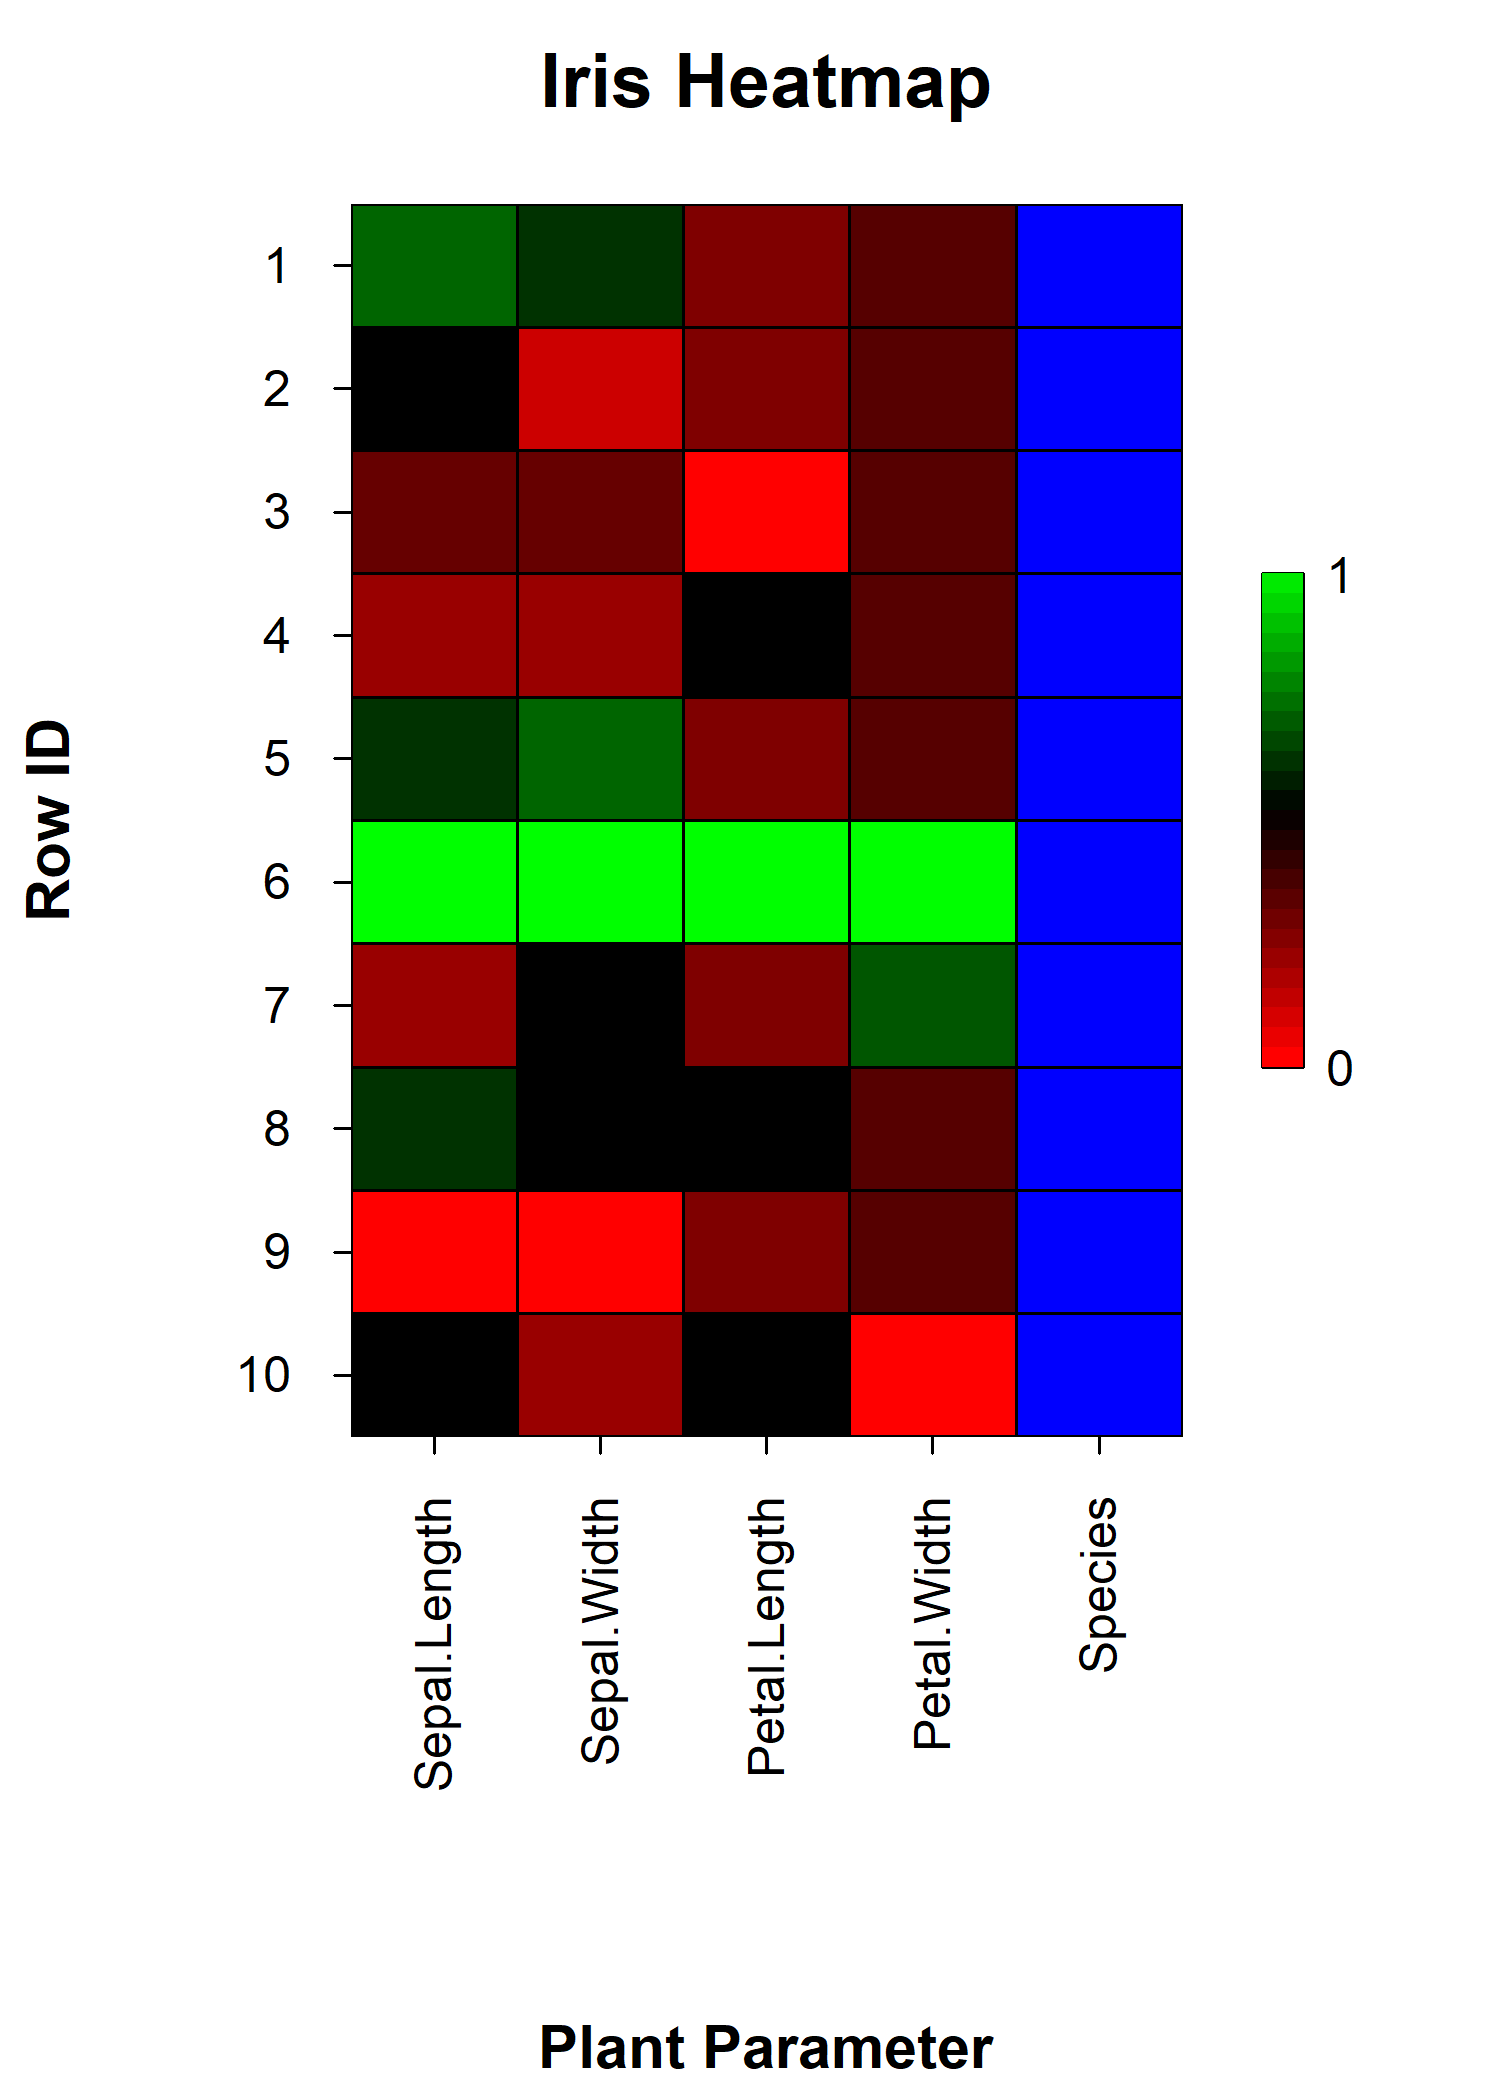 Iris Heatmap
Row ID
1
2
3
4
5
6
7
8
9
10
1
0
Sepal.Length
Sepal.Width
Petal.Length
Petal.Width
Species
Plant Parameter